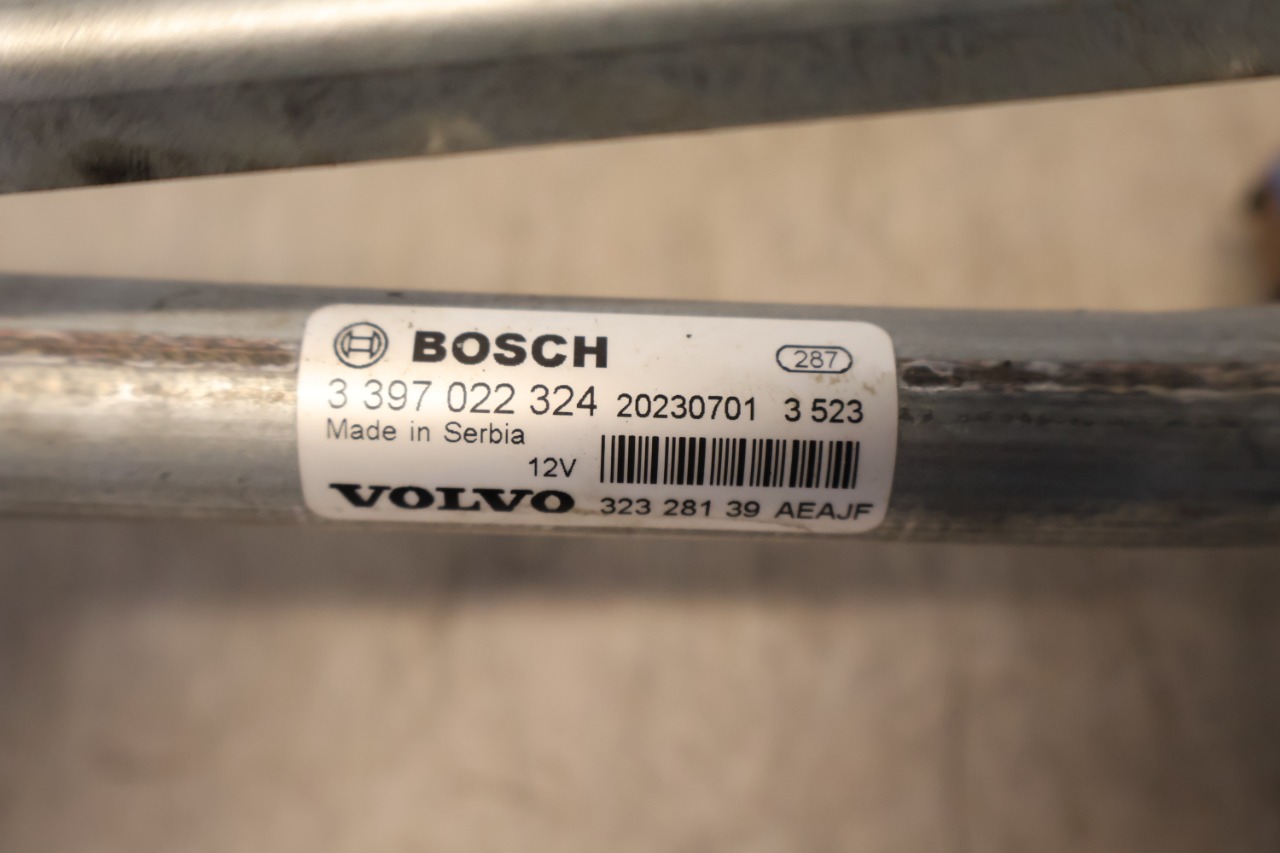 BOSCH 287
3 397 022 324 20230701 3 523
Made in Serbia
12V
VOLVO 323 281 39 AEAJF